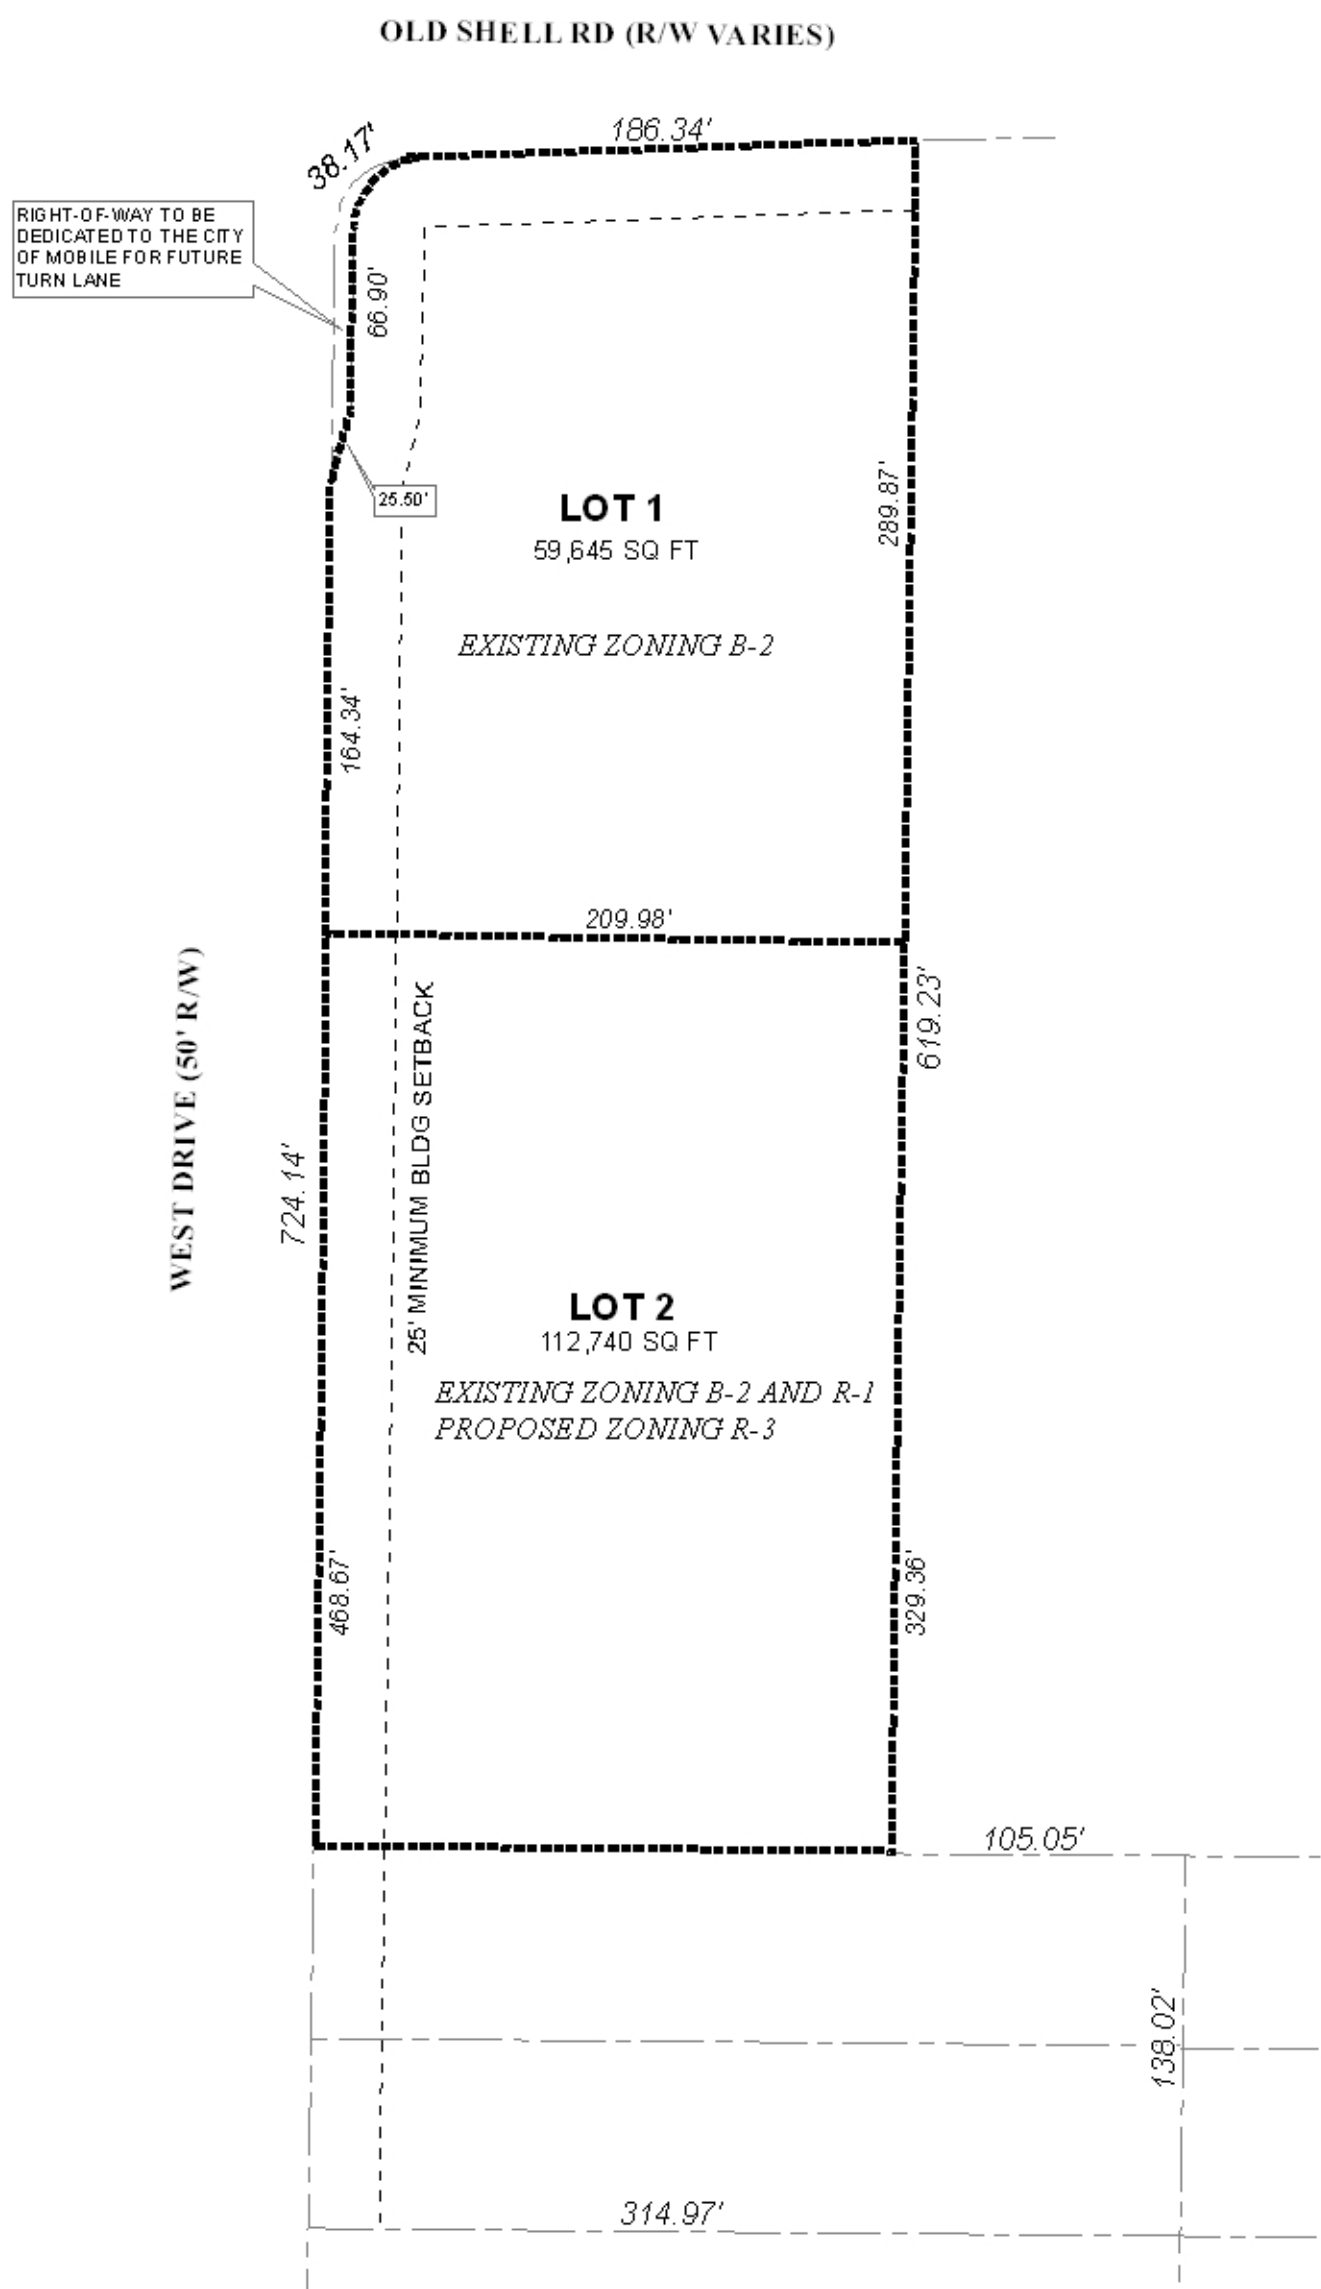 OLD SHELL RD (R/W VARIES)
186.34'
38.17'
RIGHT-OF-WAY TO BE
DEDICATED TO THE CITY
OF MOBILE FOR FUTURE
TURN LANE
66.90'
25.50'
LOT 1
59,645 SQ FT
289.87'
EXISTING ZONING B-2
164.34'
209.98'
WEST DRIVE (50' R/W)
619.23'
25' MINIMUM BLDG SETBACK
724.14'
LOT 2
112,740 SQ FT
EXISTING ZONING B-2 AND R-1
PROPOSED ZONING R-3
468.67'
329.36'
105.05'
138.02'
314.97'